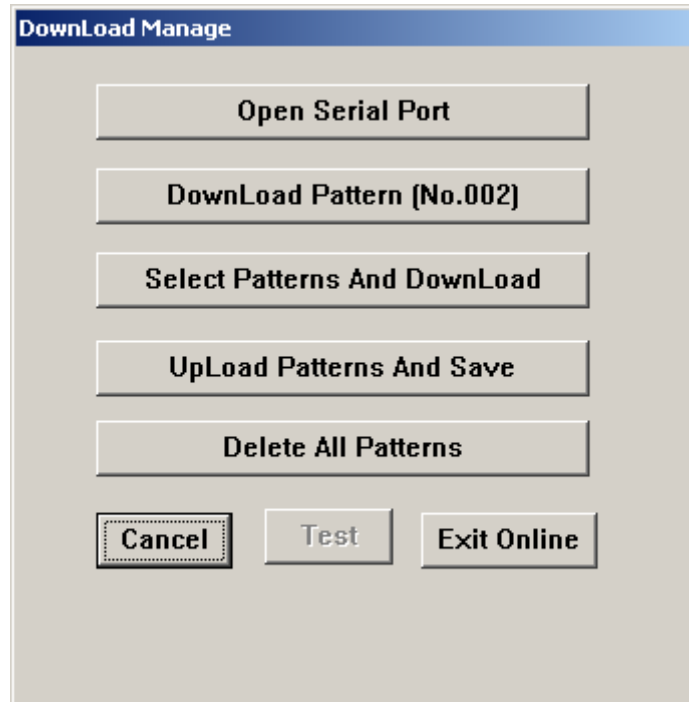 DownLoad Manage
Open Serial Port
DownLoad Pattern (No.002)
Select Patterns And DownLoad
UpLoad Patterns And Save
Delete All Patterns
Cancel Test Exit Online